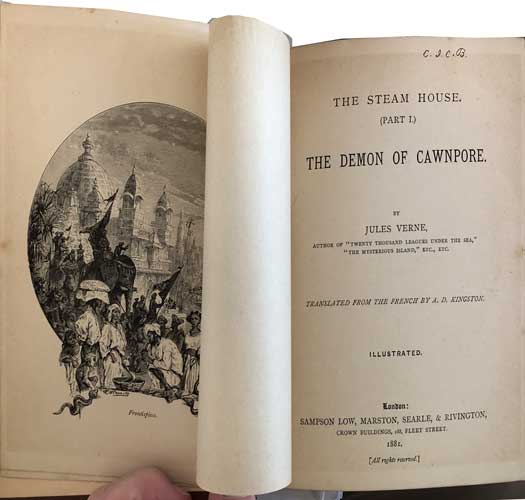 Frontispiece.
C. J. C. B.
THE STEAM HOUSE.
(PART I.)
THE DEMON OF CAWNPORE.
BY
JULES VERNE,
AUTHOR OF "TWENTY THOUSAND LEAGUES UNDER THE SEA,"
"THE MYSTERIOUS ISLAND," ETC., ETC.
TRANSLATED FROM THE FRENCH BY A. D. KINGSTON.
ILLUSTRATED.
London:
SAMPSON LOW, MARSTON, SEARLE, & RIVINGTON,
CROWN BUILDINGS, 188, FLEET STREET.
1881.
[All rights reserved.]